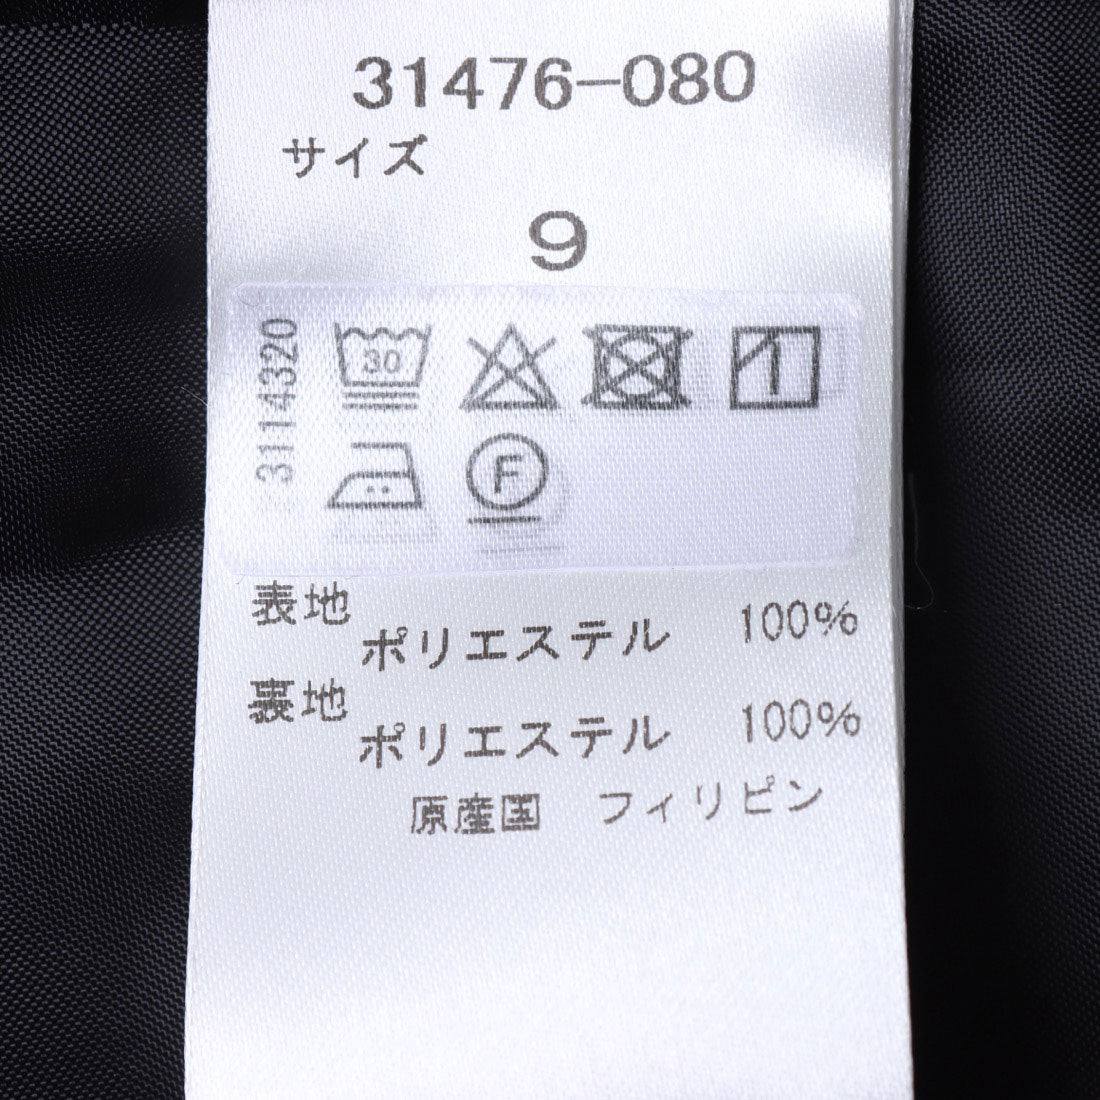 31476-080
サイズ
9
3114320
30
F
表地
ポリエステル 100%
裏地
ポリエステル 100%
原産国 フィリピン